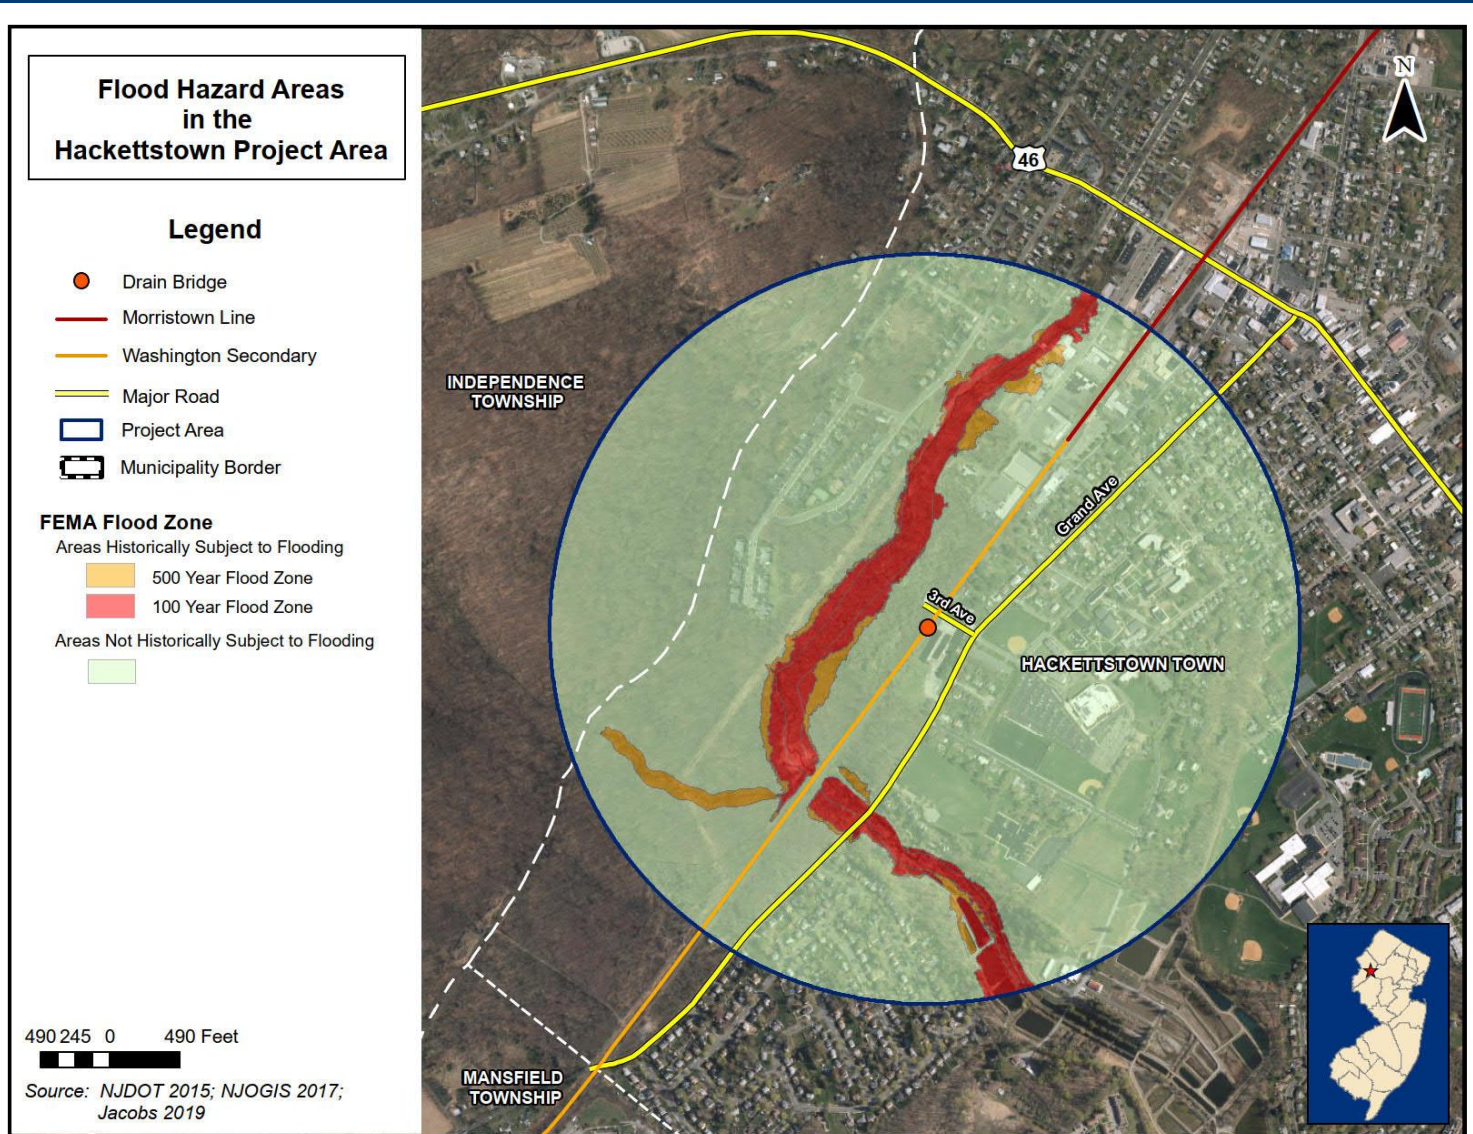 Flood Hazard Areas
in the
Hackettstown Project Area
Legend
Drain Bridge
Morristown Line
Washington Secondary
Major Road
Project Area
Municipality Border
FEMA Flood Zone
Areas Historically Subject to Flooding
500 Year Flood Zone
100 Year Flood Zone
Areas Not Historically Subject to Flooding
490 245 0 490 Feet
Source: NJDOT 2015; NJOGIS 2017;
Jacobs 2019
N
46
INDEPENDENCE
TOWNSHIP
Grand Ave
3rd Ave
HACKETTSTOWN TOWN
MANSFIELD
TOWNSHIP